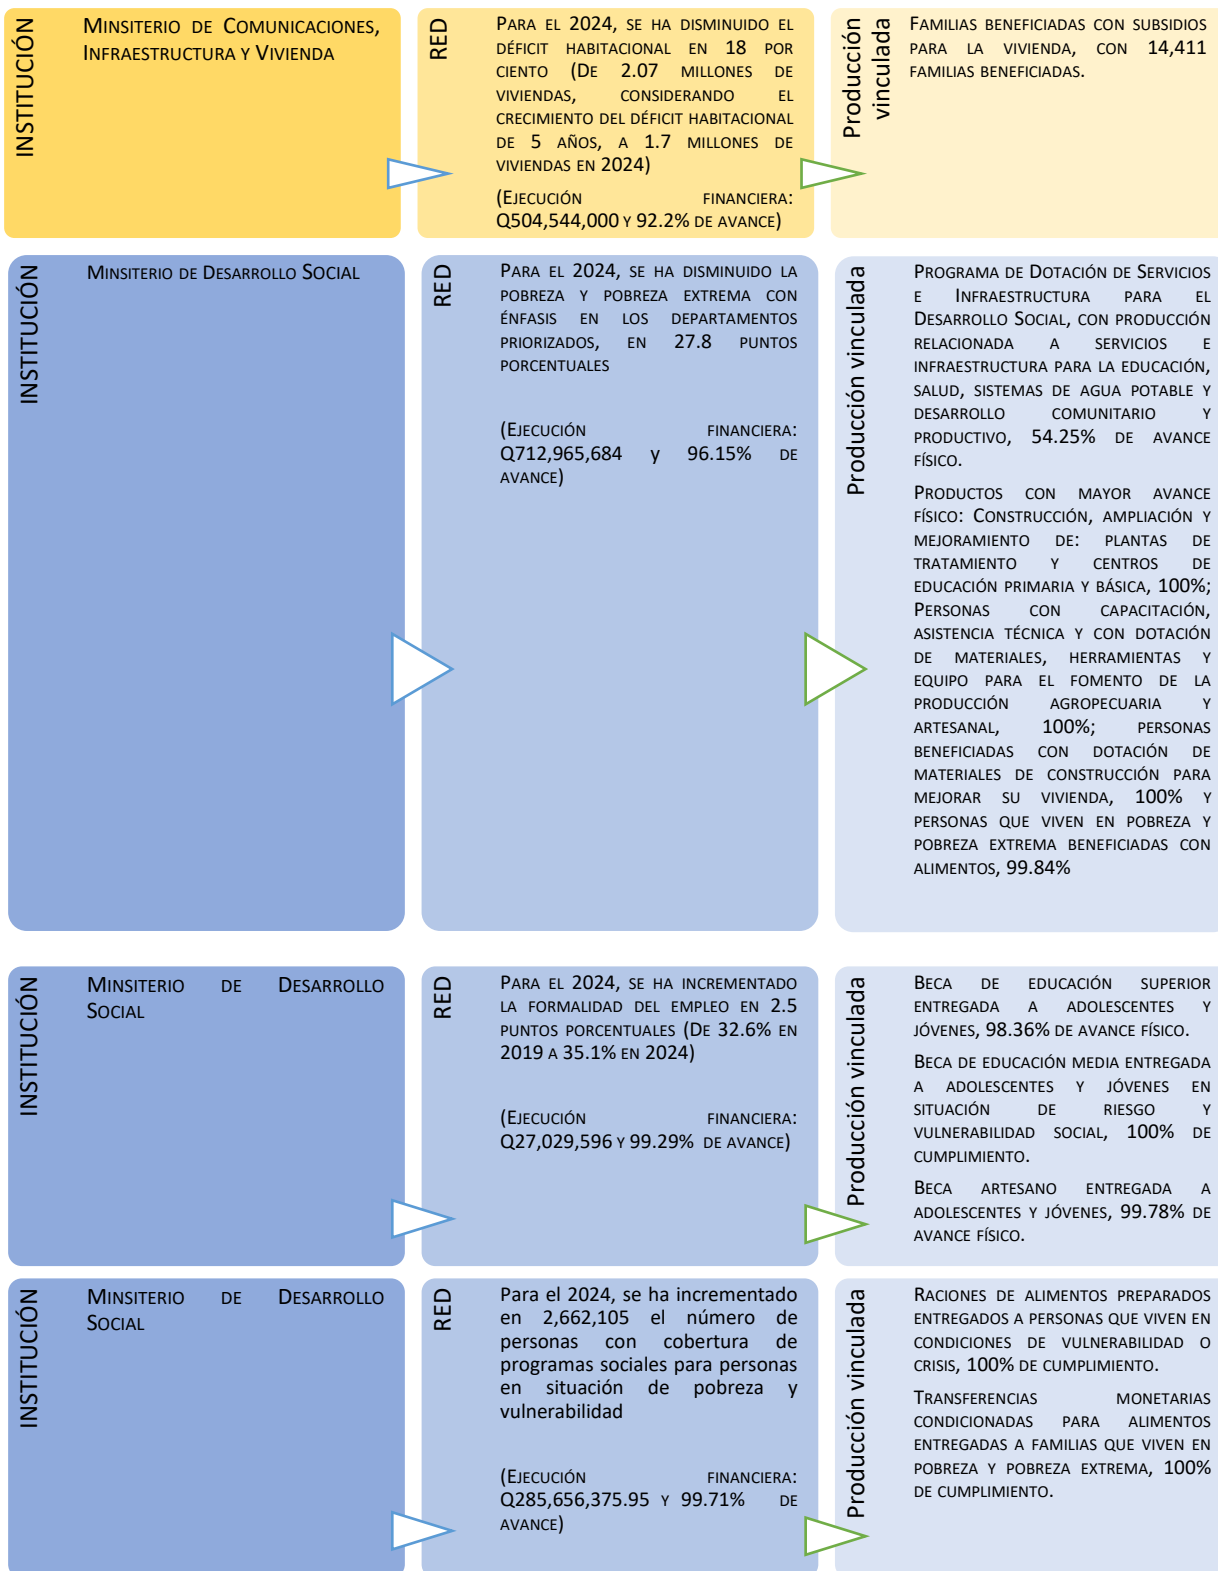 INSTITUCIÓN
MINSITERIO DE COMUNICACIONES,
INFRAESTRUCTURA Y VIVIENDA
RED
PARA EL 2024, SE HA DISMINUIDO EL
DÉFICIT HABITACIONAL EN 18 POR
CIENTO (DE 2.07 MILLONES DE
VIVIENDAS, CONSIDERANDO EL
CRECIMIENTO DEL DÉFICIT HABITACIONAL
DE 5 AÑOS, A 1.7 MILLONES DE
VIVIENDAS EN 2024)
(EJECUCIÓN FINANCIERA:
Q504,544,000 Y 92.2% DE AVANCE)
Producción
vinculada
FAMILIAS BENEFICIADAS CON SUBSIDIOS
PARA LA VIVIENDA, CON 14,411
FAMILIAS BENEFICIADAS.
INSTITUCIÓN
MINSITERIO DE DESARROLLO SOCIAL
RED
PARA EL 2024, SE HA DISMINUIDO LA
POBREZA Y POBREZA EXTREMA CON
ÉNFASIS EN LOS DEPARTAMENTOS
PRIORIZADOS, EN 27.8 PUNTOS
PORCENTUALES
(EJECUCIÓN FINANCIERA:
Q712,965,684 y 96.15% DE
AVANCE)
Producción vinculada
PROGRAMA DE DOTACIÓN DE SERVICIOS
E INFRAESTRUCTURA PARA EL
DESARROLLO SOCIAL, CON PRODUCCIÓN
RELACIONADA A SERVICIOS E
INFRAESTRUCTURA PARA LA EDUCACIÓN,
SALUD, SISTEMAS DE AGUA POTABLE Y
DESARROLLO COMUNITARIO Y
PRODUCTIVO, 54.25% DE AVANCE
FÍSICO.
PRODUCTOS CON MAYOR AVANCE
FÍSICO: CONSTRUCCIÓN, AMPLIACIÓN Y
MEJORAMIENTO DE: PLANTAS DE
TRATAMIENTO Y CENTROS DE
EDUCACIÓN PRIMARIA Y BÁSICA, 100%;
PERSONAS CON CAPACITACIÓN,
ASISTENCIA TÉCNICA Y CON DOTACIÓN
DE MATERIALES, HERRAMIENTAS Y
EQUIPO PARA EL FOMENTO DE LA
PRODUCCIÓN AGROPECUARIA Y
ARTESANAL, 100%; PERSONAS
BENEFICIADAS CON DOTACIÓN DE
MATERIALES DE CONSTRUCCIÓN PARA
MEJORAR SU VIVIENDA, 100% Y
PERSONAS QUE VIVEN EN POBREZA Y
POBREZA EXTREMA BENEFICIADAS CON
ALIMENTOS, 99.84%
INSTITUCIÓN
MINSITERIO DE DESARROLLO
SOCIAL
RED
PARA EL 2024, SE HA INCREMENTADO
LA FORMALIDAD DEL EMPLEO EN 2.5
PUNTOS PORCENTUALES (DE 32.6% EN
2019 A 35.1% EN 2024)
(EJECUCIÓN FINANCIERA:
Q27,029,596 Y 99.29% DE AVANCE)
Producción vinculada
BECA DE EDUCACIÓN SUPERIOR
ENTREGADA A ADOLESCENTES Y
JÓVENES, 98.36% DE AVANCE FÍSICO.
BECA DE EDUCACIÓN MEDIA ENTREGADA
A ADOLESCENTES Y JÓVENES EN
SITUACIÓN DE RIESGO Y
VULNERABILIDAD SOCIAL, 100% DE
CUMPLIMIENTO.
BECA ARTESANO ENTREGADA A
ADOLESCENTES Y JÓVENES, 99.78% DE
AVANCE FÍSICO.
INSTITUCIÓN
MINSITERIO DE DESARROLLO
SOCIAL
RED
Para el 2024, se ha incrementado
en 2,662,105 el número de
personas con cobertura de
programas sociales para personas
en situación de pobreza y
vulnerabilidad
(EJECUCIÓN FINANCIERA:
Q285,656,375.95 Y 99.71% DE
AVANCE)
Producción vinculada
RACIONES DE ALIMENTOS PREPARADOS
ENTREGADOS A PERSONAS QUE VIVEN EN
CONDICIONES DE VULNERABILIDAD O
CRISIS, 100% DE CUMPLIMIENTO.
TRANSFERENCIAS MONETARIAS
CONDICIONADAS PARA ALIMENTOS
ENTREGADAS A FAMILIAS QUE VIVEN EN
POBREZA Y POBREZA EXTREMA, 100%
DE CUMPLIMIENTO.